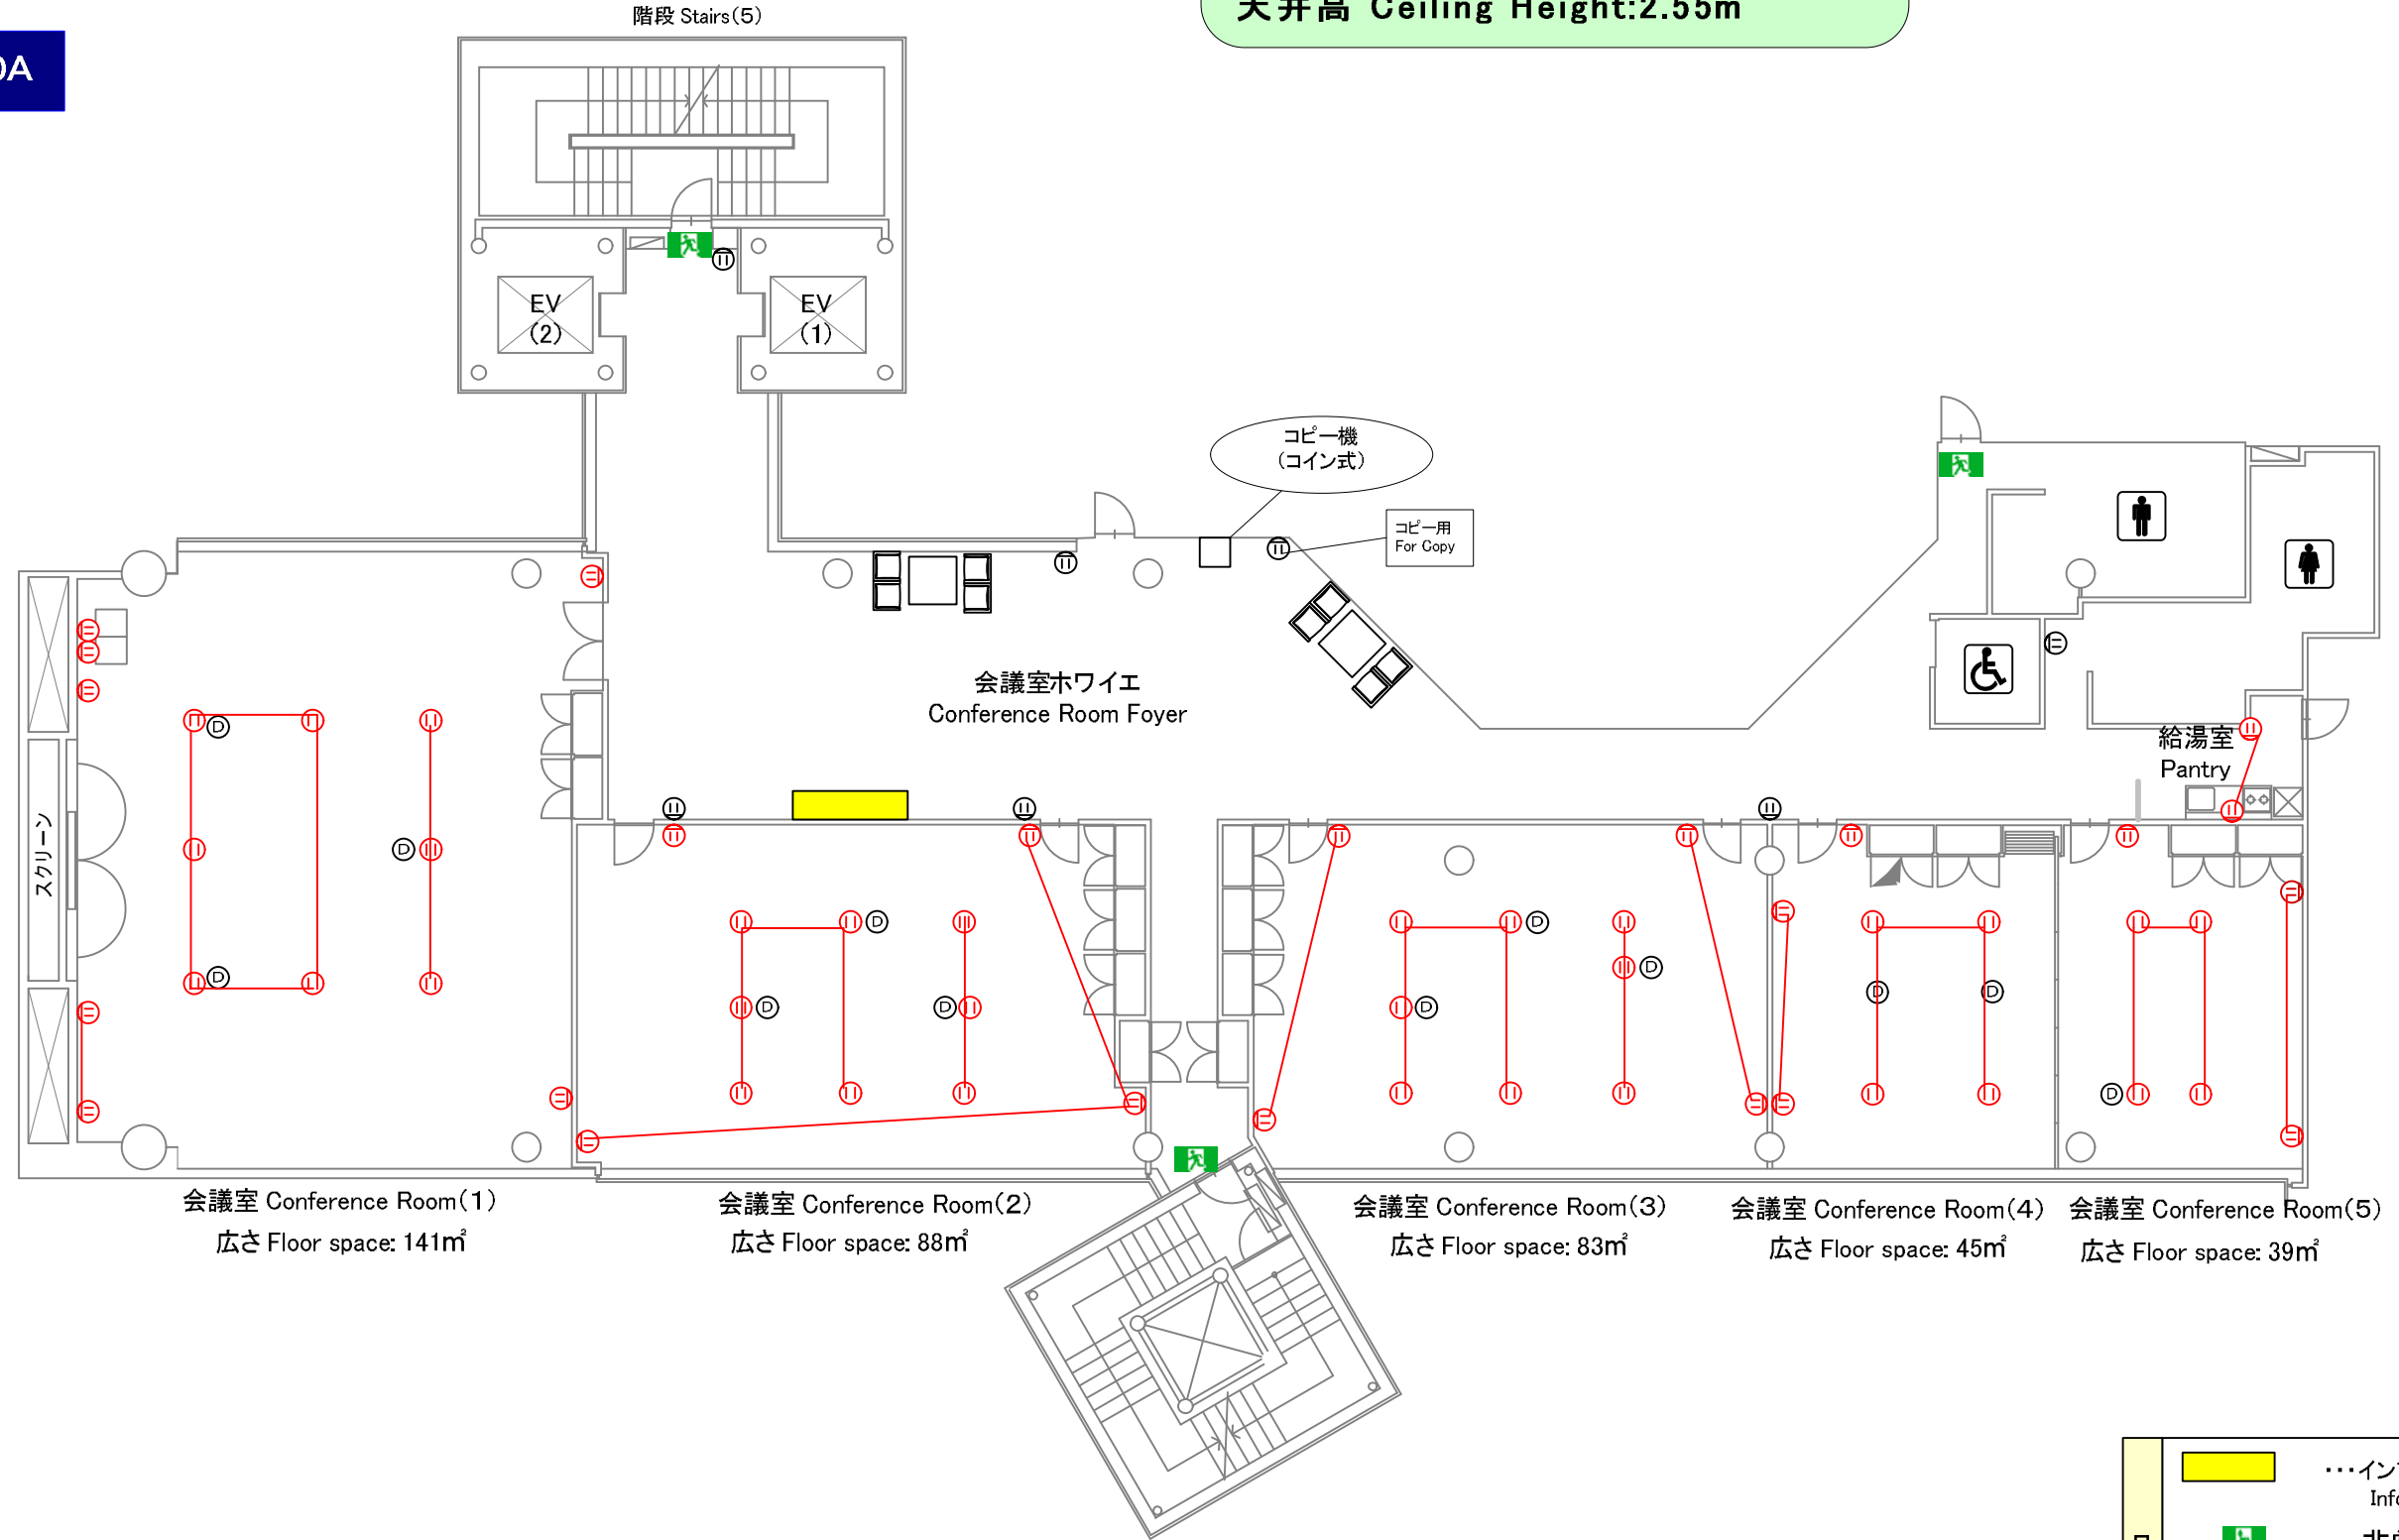 階段 Stairs(5)
天井高 Ceiling Height:2.55m
0A
EV
(2)
EV
(1)
コピー機
(コイン式)
コピー用
For Copy
会議室ホワイエ
Conference Room Foyer
給湯室
Pantry
スクリーン
D
D
D
D
D
D
D
D
D
D
D
D
会議室 Conference Room(1)
広さ Floor space: 141㎡
会議室 Conference Room(2)
広さ Floor space: 88㎡
会議室 Conference Room(3)
広さ Floor space: 83㎡
会議室 Conference Room(4)
広さ Floor space: 45㎡
会議室 Conference Room(5)
広さ Floor space: 39㎡